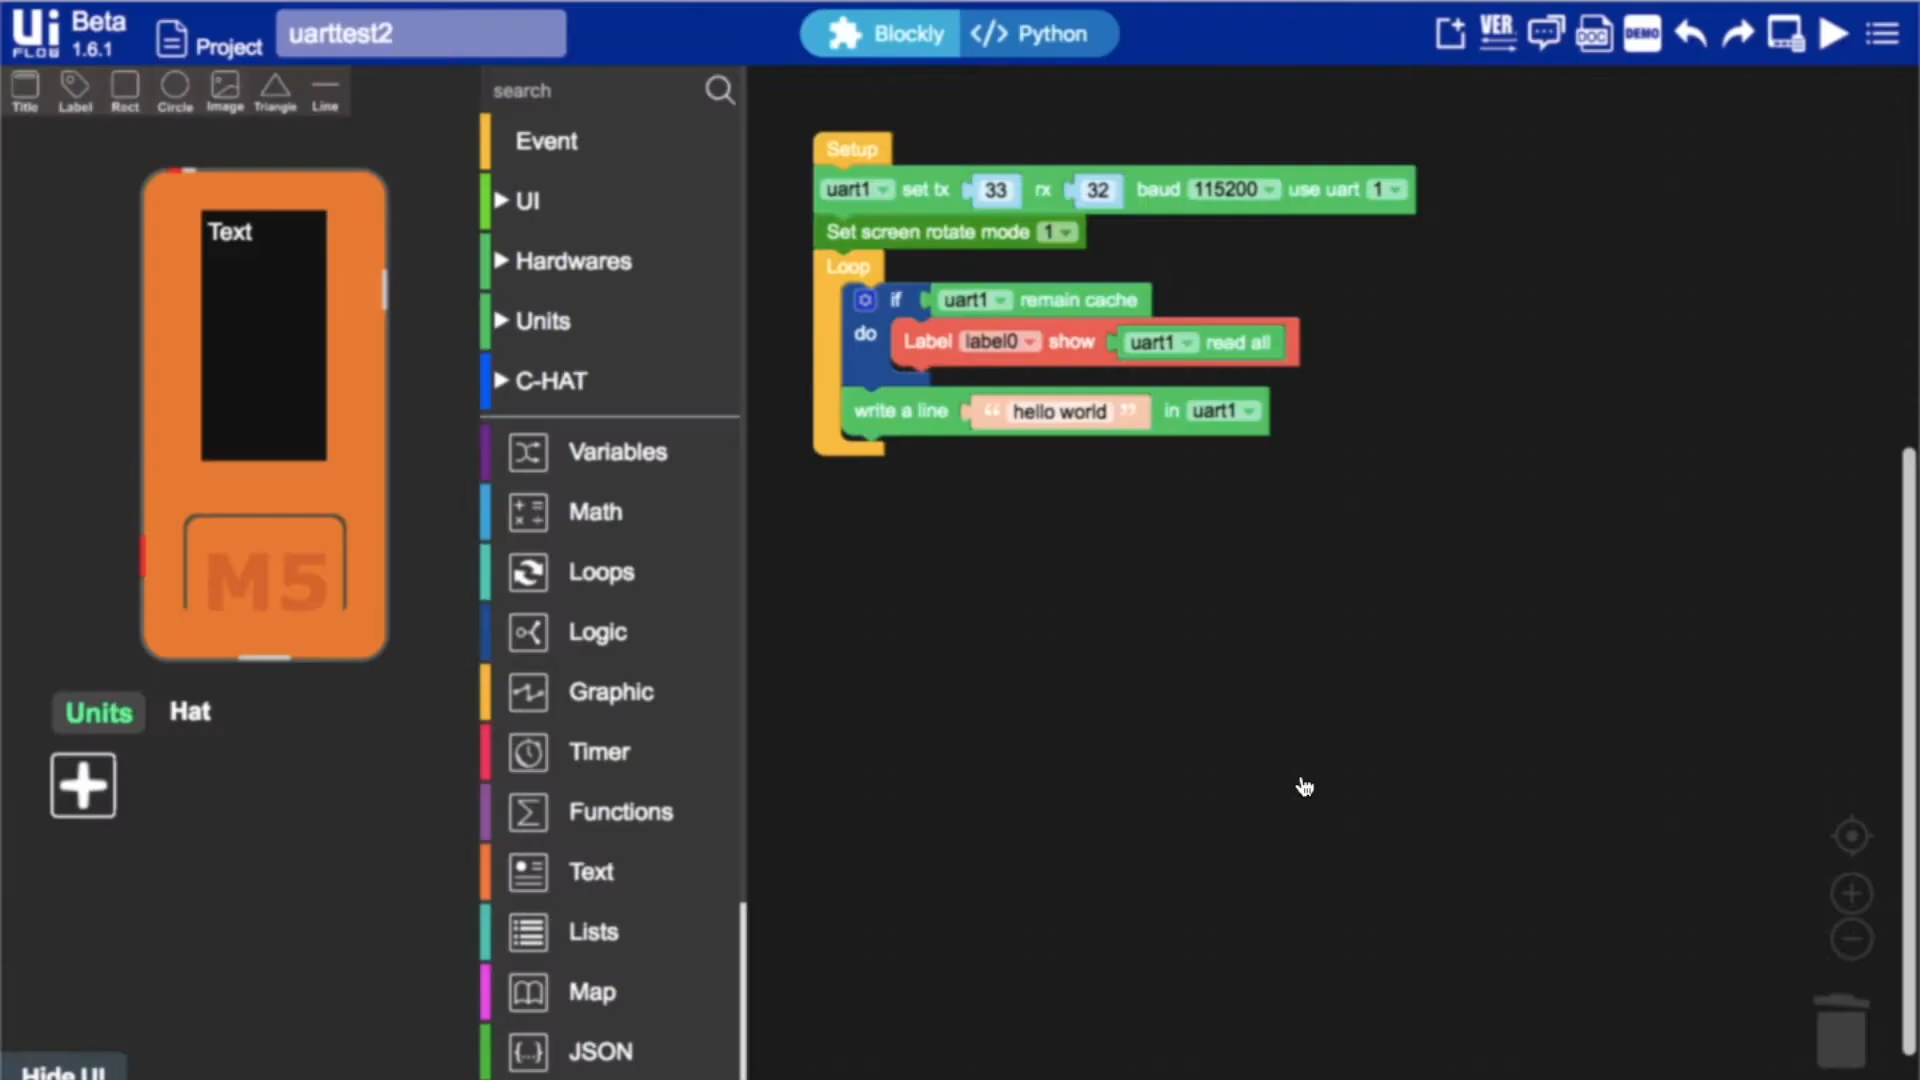 Ui FLOW Beta 1.6.1
Project
uarttest2
Blockly
</> Python
VER.
DOC
DEMO
Title Label Rect Circle Image Triangle Line
Text
M5
Units Hat
Hide UI
search
Event
UI
Hardwares
Units
C-HAT
Variables
Math
Loops
Logic
Graphic
Timer
Functions
Text
Lists
Map
{...} JSON
Setup
uart1 set tx 33 rx 32 baud 115200 use uart 1
Set screen rotate mode 1
Loop
if uart1 remain cache
do Label label0 show uart1 read all
write a line “ hello world ” in uart1